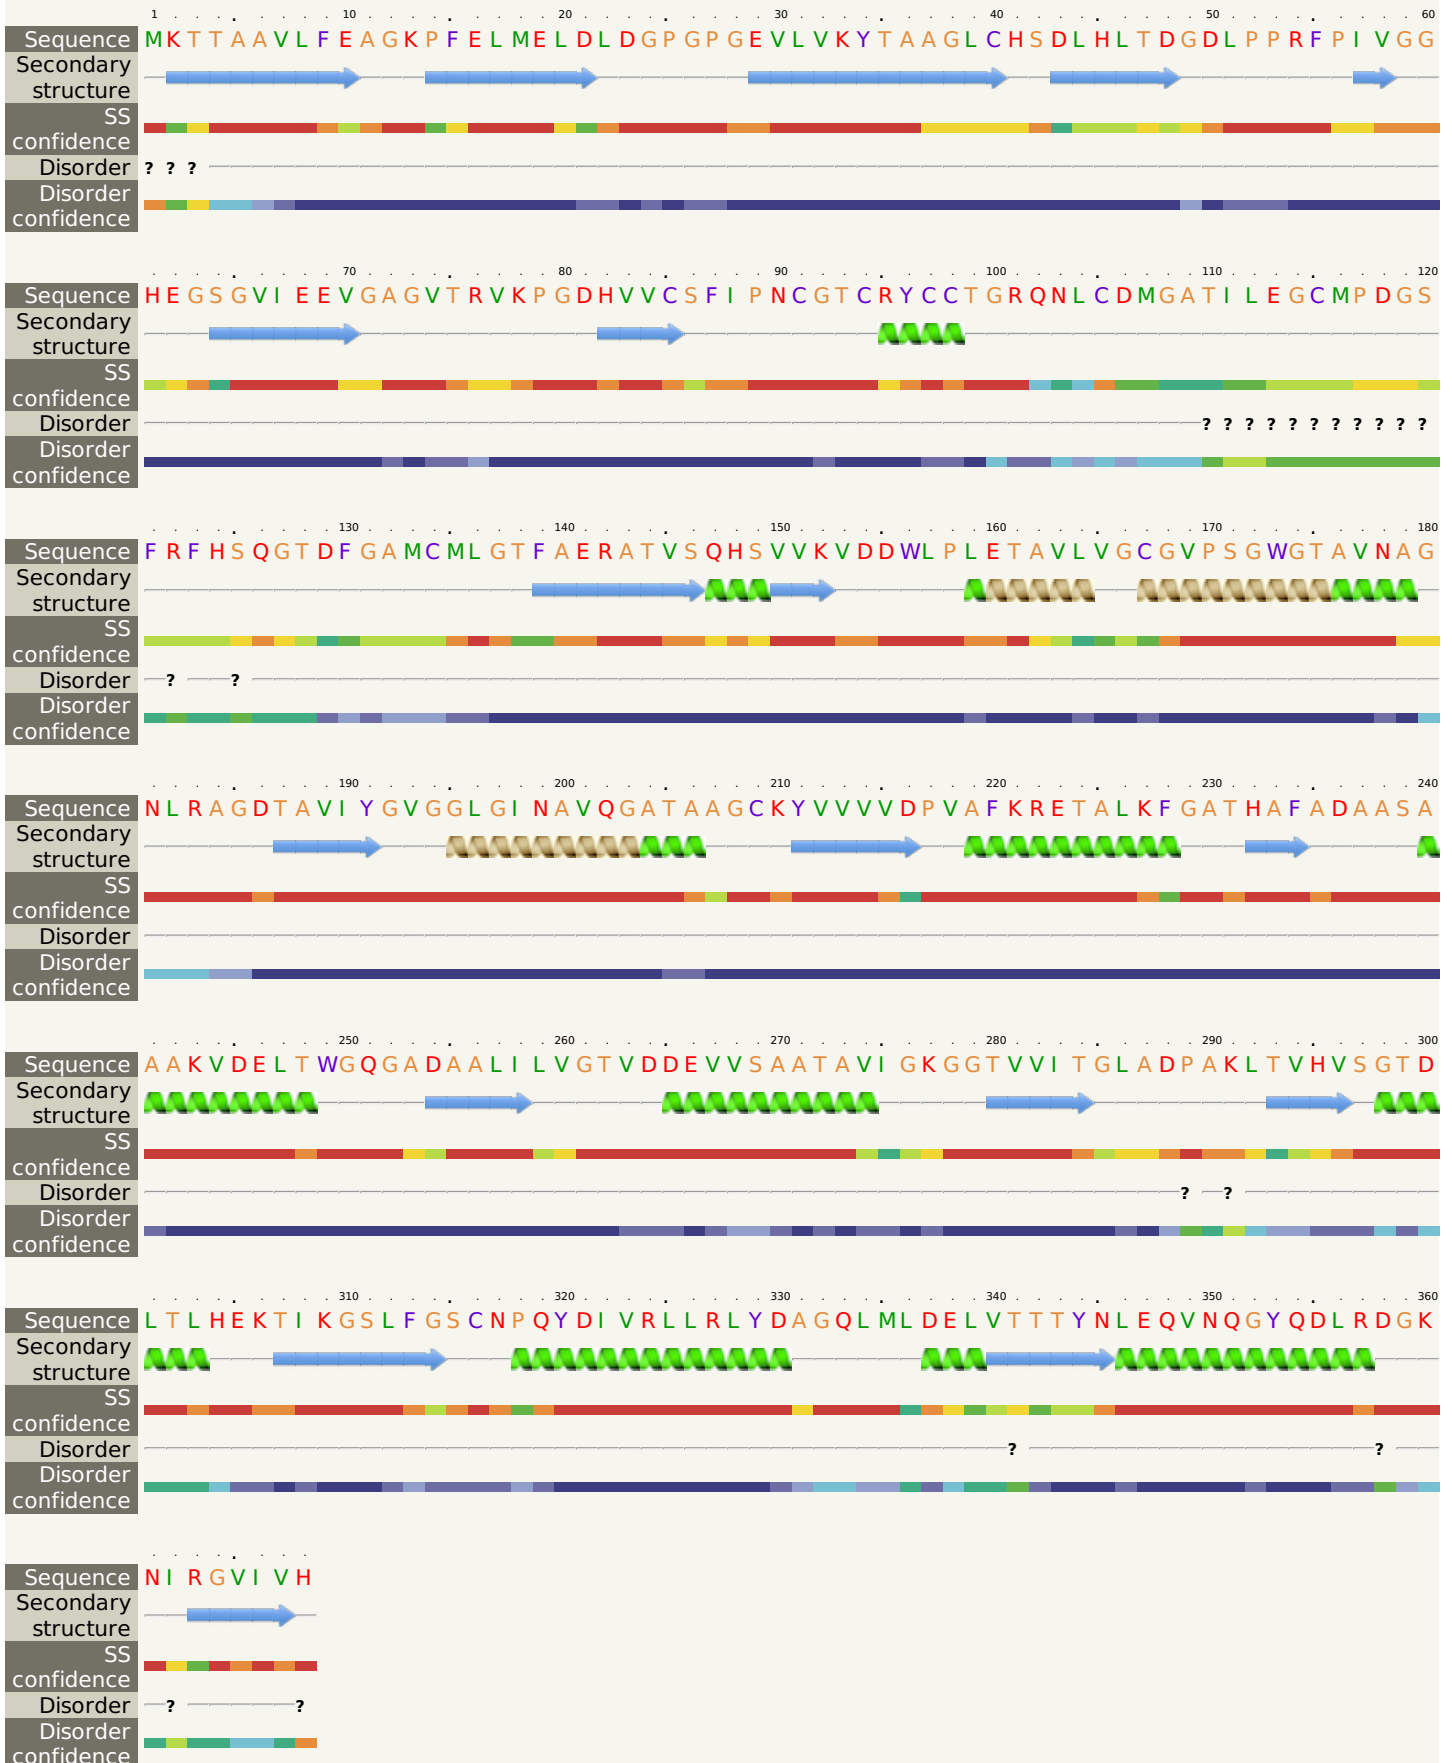 1 10 20 30 40 50 60
Sequence MKTTAAVLFEAGKPFELMELDLDGPGPGEVLVKYTAAGLCHSDLHLTDGDLPPRFPIVGG
Secondary
structure
SS
confidence
Disorder ? ? ?
Disorder
confidence
70 80 90 100 110 120
Sequence HEGSGVIEEVGAGVTRVKPGDHVVCSFIPNCGTCRYCCTGRQNLCDMGATILEGCMPDGS
Secondary
structure
SS
confidence
Disorder ? ? ? ? ? ? ? ? ? ? ?
Disorder
confidence
130 140 150 160 170 180
Sequence FRFHSQGTDFGAMCMLGTFAERATVSQHSVVKVDDWLPLETAVLVGCGVPSGWGTAVNAG
Secondary
structure
SS
confidence
Disorder ? ?
Disorder
confidence
190 200 210 220 230 240
Sequence NLRAGDTAVIYGVGGLGINAVQGATAAGCKYVVVVDPVAFKRETALKFGATHAFADAASA
Secondary
structure
SS
confidence
Disorder
Disorder
confidence
250 260 270 280 290 300
Sequence AAKVDELTWGQGADAALILVGTVDDEVVSAATAVIGKGGTVVITGLADPAKLTVHVSGTD
Secondary
structure
SS
confidence
Disorder ? ?
Disorder
confidence
310 320 330 340 350 360
Sequence LTLHEKTIKGSLFGSCNPQYDIVRLLRLYDAGQLMLDELVTTTYNLEQVNQGYQDLRDGK
Secondary
structure
SS
confidence
Disorder ? ?
Disorder
confidence
Sequence NIRGVIVH
Secondary
structure
SS
confidence
Disorder ? ?
Disorder
confidence